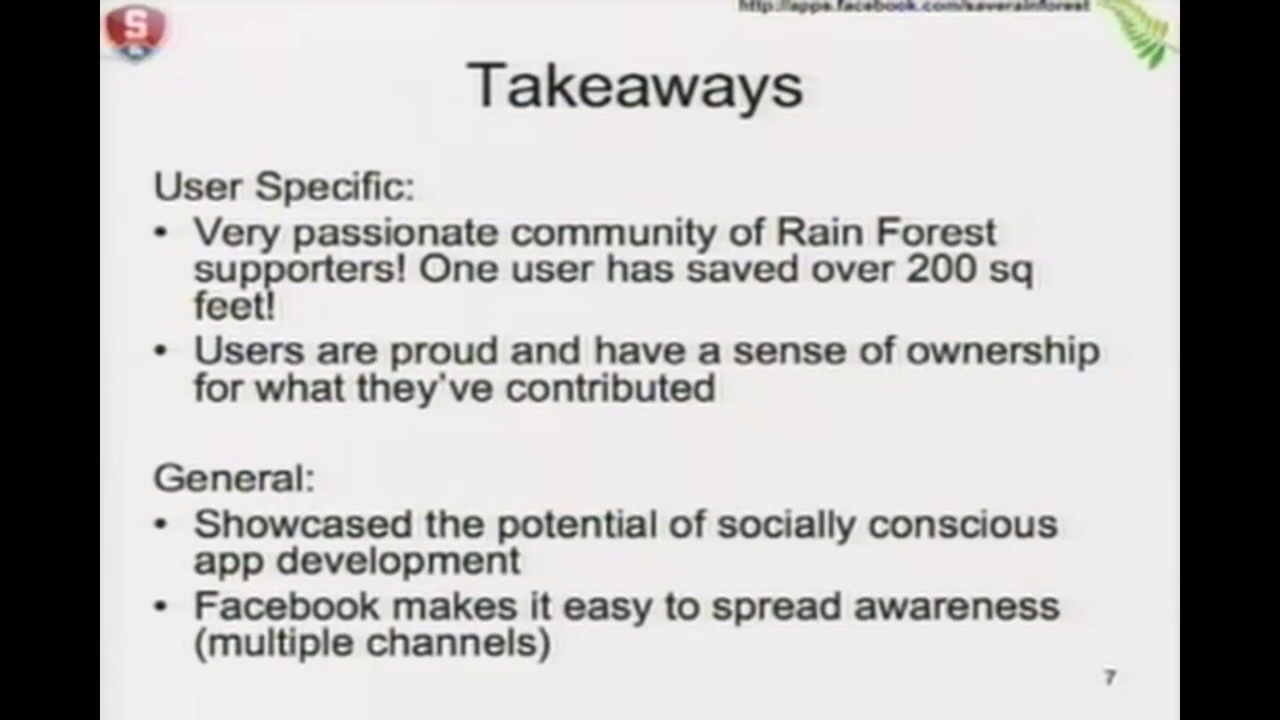 http://apps.facebook.com/saverainforest
S
Takeaways
User Specific:
• Very passionate community of Rain Forest
supporters! One user has saved over 200 sq
feet!
• Users are proud and have a sense of ownership
for what they've contributed
General:
• Showcased the potential of socially conscious
app development
• Facebook makes it easy to spread awareness
(multiple channels)
7